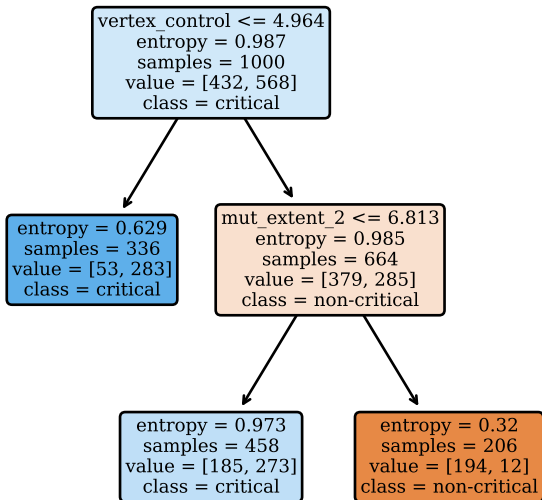 vertex_control <= 4.964
entropy = 0.987
samples = 1000
value = [432, 568]
class = critical
entropy = 0.629
samples = 336
value = [53, 283]
class = critical
mut_extent_2 <= 6.813
entropy = 0.985
samples = 664
value = [379, 285]
class = non-critical
entropy = 0.973
samples = 458
value = [185, 273]
class = critical
entropy = 0.32
samples = 206
value = [194, 12]
class = non-critical